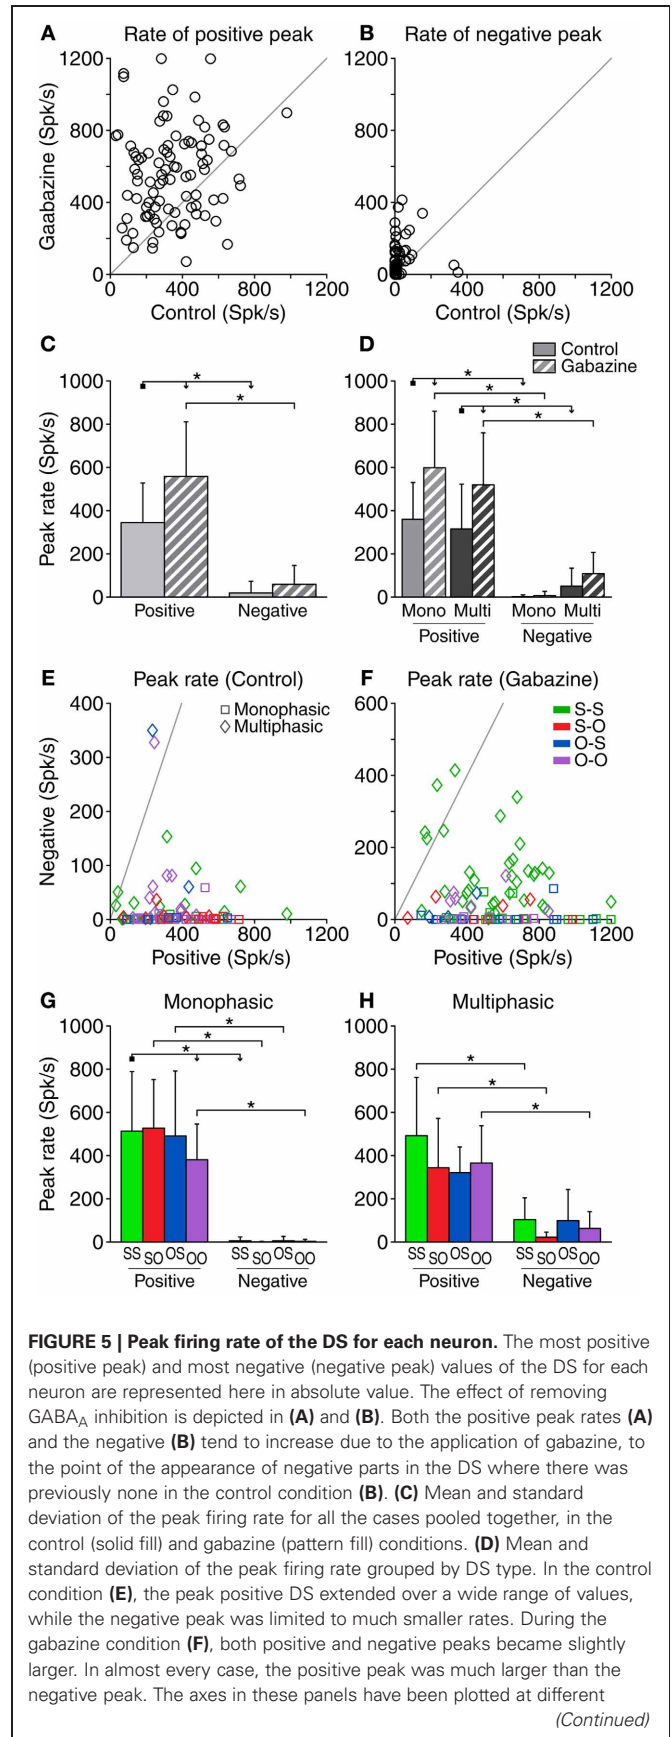 A Rate of positive peak
B Rate of negative peak
1200
800
400
0
Gaabazine (Spk/s)
0 400 800 1200
Control (Spk/s)
1200
800
400
0
0 400 800 1200
Control (Spk/s)
C
D
Control
Gabazine
1000
800
600
400
200
0
Peak rate (Spk/s)
*
*
Positive Negative
1000
800
600
400
200
0
*
*
*
*
Mono Multi Mono Multi
Positive Negative
E Peak rate (Control)
F Peak rate (Gabazine)
400
300
200
100
0
Negative (Spk/s)
Monophasic
Multiphasic
0 400 800 1200
Positive (Spk/s)
600
400
200
0
S-S
S-O
O-S
O-O
0 400 800 1200
Positive (Spk/s)
G Monophasic
H Multiphasic
1000
800
600
400
200
0
Peak rate (Spk/s)
*
*
*
*
SS SO OS OO SS SO OS OO
Positive Negative
1000
800
600
400
200
0
*
*
*
SS SO OS OO SS SO OS OO
Positive Negative
FIGURE 5 | Peak firing rate of the DS for each neuron. The most positive
(positive peak) and most negative (negative peak) values of the DS for each
neuron are represented here in absolute value. The effect of removing
GABAA inhibition is depicted in (A) and (B). Both the positive peak rates (A)
and the negative (B) tend to increase due to the application of gabazine, to
the point of the appearance of negative parts in the DS where there was
previously none in the control condition (B). (C) Mean and standard
deviation of the peak firing rate for all the cases pooled together, in the
control (solid fill) and gabazine (pattern fill) conditions. (D) Mean and
standard deviation of the peak firing rate grouped by DS type. In the control
condition (E), the peak positive DS extended over a wide range of values,
while the negative peak was limited to much smaller rates. During the
gabazine condition (F), both positive and negative peaks became slightly
larger. In almost every case, the positive peak was much larger than the
negative peak. The axes in these panels have been plotted at different
(Continued)